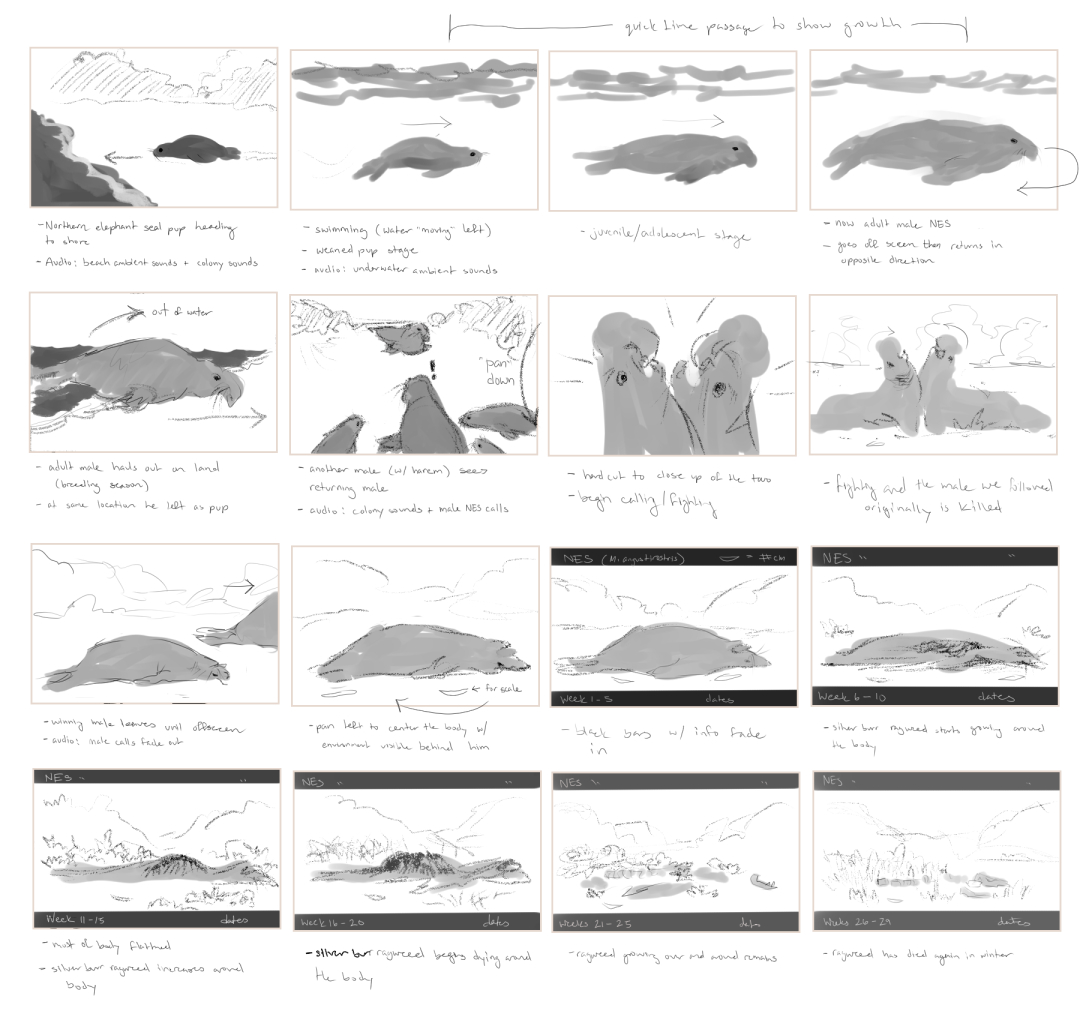 quick time passage to show growth
- Northern elephant seal pup heading
to shore
- Audio: beach ambient sounds + colony sounds
- swimming (water "moving" left)
- weaned pup stage
- audio: underwater ambient sounds
- juvenile/adolescent stage
- now adult male NES
- goes off screen then returns in
opposite direction
out of water
- adult male hauls out on land
(breeding season)
- at same location he left as pup
!
pan
down
- another male (w/ harem) sees
returning male
- audio: colony sounds + male NES calls
- hard cut to close up of the two
- begin calling/fighting
- fighting and the male we followed
originally is killed
- winning male leaves until offscreen
- audio: male calls fade out
← for scale
- pan left to center the body w/
environment visible behind him
NES (M. angustirostris)
= #cm
Week 1-5
dates
- black bars w/ info fade
in
NES " "
" "
Week 6-10
dates
- silver burr ragweed starts growing around
the body
NES
Week 11-15
dates
- most of body flattened
- silver burr ragweed increases around
body
NES " "
" "
Week 16-20
dates
- silver burr ragweed begins dying around
the body
NES " "
" "
Weeks 21-25
- ragweed growing over and around remains
NES " "
" "
Weeks 26-29
dates
- ragweed has died again in winter